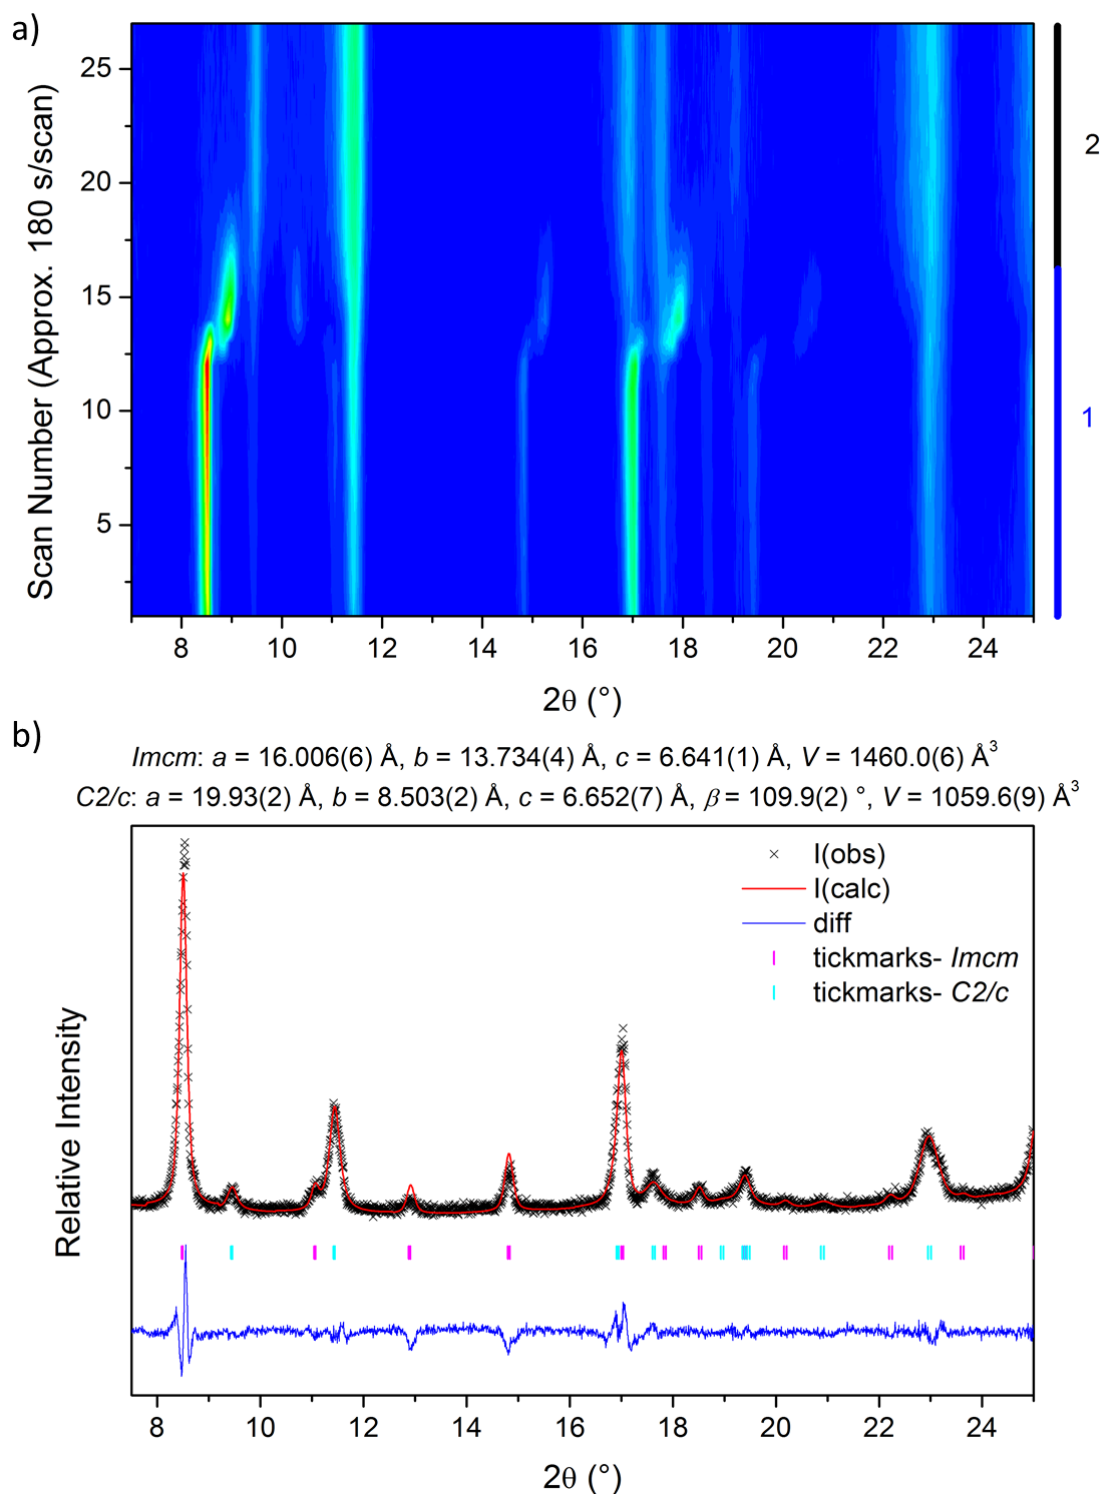 a)
Scan Number (Approx. 180 s/scan)
25
20
15
10
5
2
1
8 10 12 14 16 18 20 22 24
2θ (°)
b)
Imcm: a = 16.006(6) Å, b = 13.734(4) Å, c = 6.641(1) Å, V = 1460.0(6) Å³
C2/c: a = 19.93(2) Å, b = 8.503(2) Å, c = 6.652(7) Å, β = 109.9(2) °, V = 1059.6(9) Å³
I(obs)
I(calc)
diff
tickmarks- Imcm
tickmarks- C2/c
Relative Intensity
8 10 12 14 16 18 20 22 24
2θ (°)